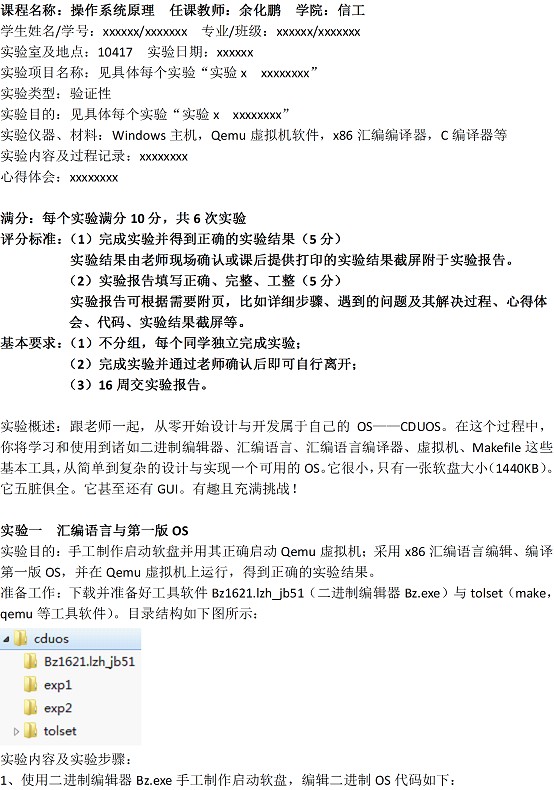 课程名称：操作系统原理　任课教师：余化鹏　学院：信工
学生姓名/学号：xxxxxx/xxxxxxx　专业/班级：xxxxxx/xxxxxxx
实验室及地点：10417　实验日期：xxxxxx
实验项目名称：见具体每个实验“实验 x　xxxxxxxx”
实验类型：验证性
实验目的：见具体每个实验“实验 x　xxxxxxxx”
实验仪器、材料：Windows 主机，Qemu 虚拟机软件，x86 汇编编译器，C 编译器等
实验内容及过程记录：xxxxxxxx
心得体会：xxxxxxxx
满分：每个实验满分 10 分，共 6 次实验
评分标准：（1）完成实验并得到正确的实验结果（5 分）
实验结果由老师现场确认或课后提供打印的实验结果截屏附于实验报告。
（2）实验报告填写正确、完整、工整（5 分）
实验报告可根据需要附页，比如详细步骤、遇到的问题及其解决过程、心得体
会、代码、实验结果截屏等。
基本要求：（1）不分组，每个同学独立完成实验；
（2）完成实验并通过老师确认后即可自行离开；
（3）16 周交实验报告。
实验概述：跟老师一起，从零开始设计与开发属于自己的 OS——CDUOS。在这个过程中，
你将学习和使用到诸如二进制编辑器、汇编语言、汇编语言编译器、虚拟机、Makefile 这些
基本工具，从简单到复杂的设计与实现一个可用的 OS。它很小，只有一张软盘大小（1440KB）。
它五脏俱全。它甚至还有 GUI。有趣且充满挑战！
实验一　汇编语言与第一版 OS
实验目的：手工制作启动软盘并用其正确启动 Qemu 虚拟机；采用 x86 汇编语言编辑、编译
第一版 OS，并在 Qemu 虚拟机上运行，得到正确的实验结果。
准备工作：下载并准备好工具软件 Bz1621.lzh_jb51（二进制编辑器 Bz.exe）与 tolset（make，
qemu 等工具软件）。目录结构如下图所示：
cduos
Bz1621.lzh_jb51
exp1
exp2
tolset
实验内容及实验步骤：
1、使用二进制编辑器 Bz.exe 手工制作启动软盘，编辑二进制 OS 代码如下：